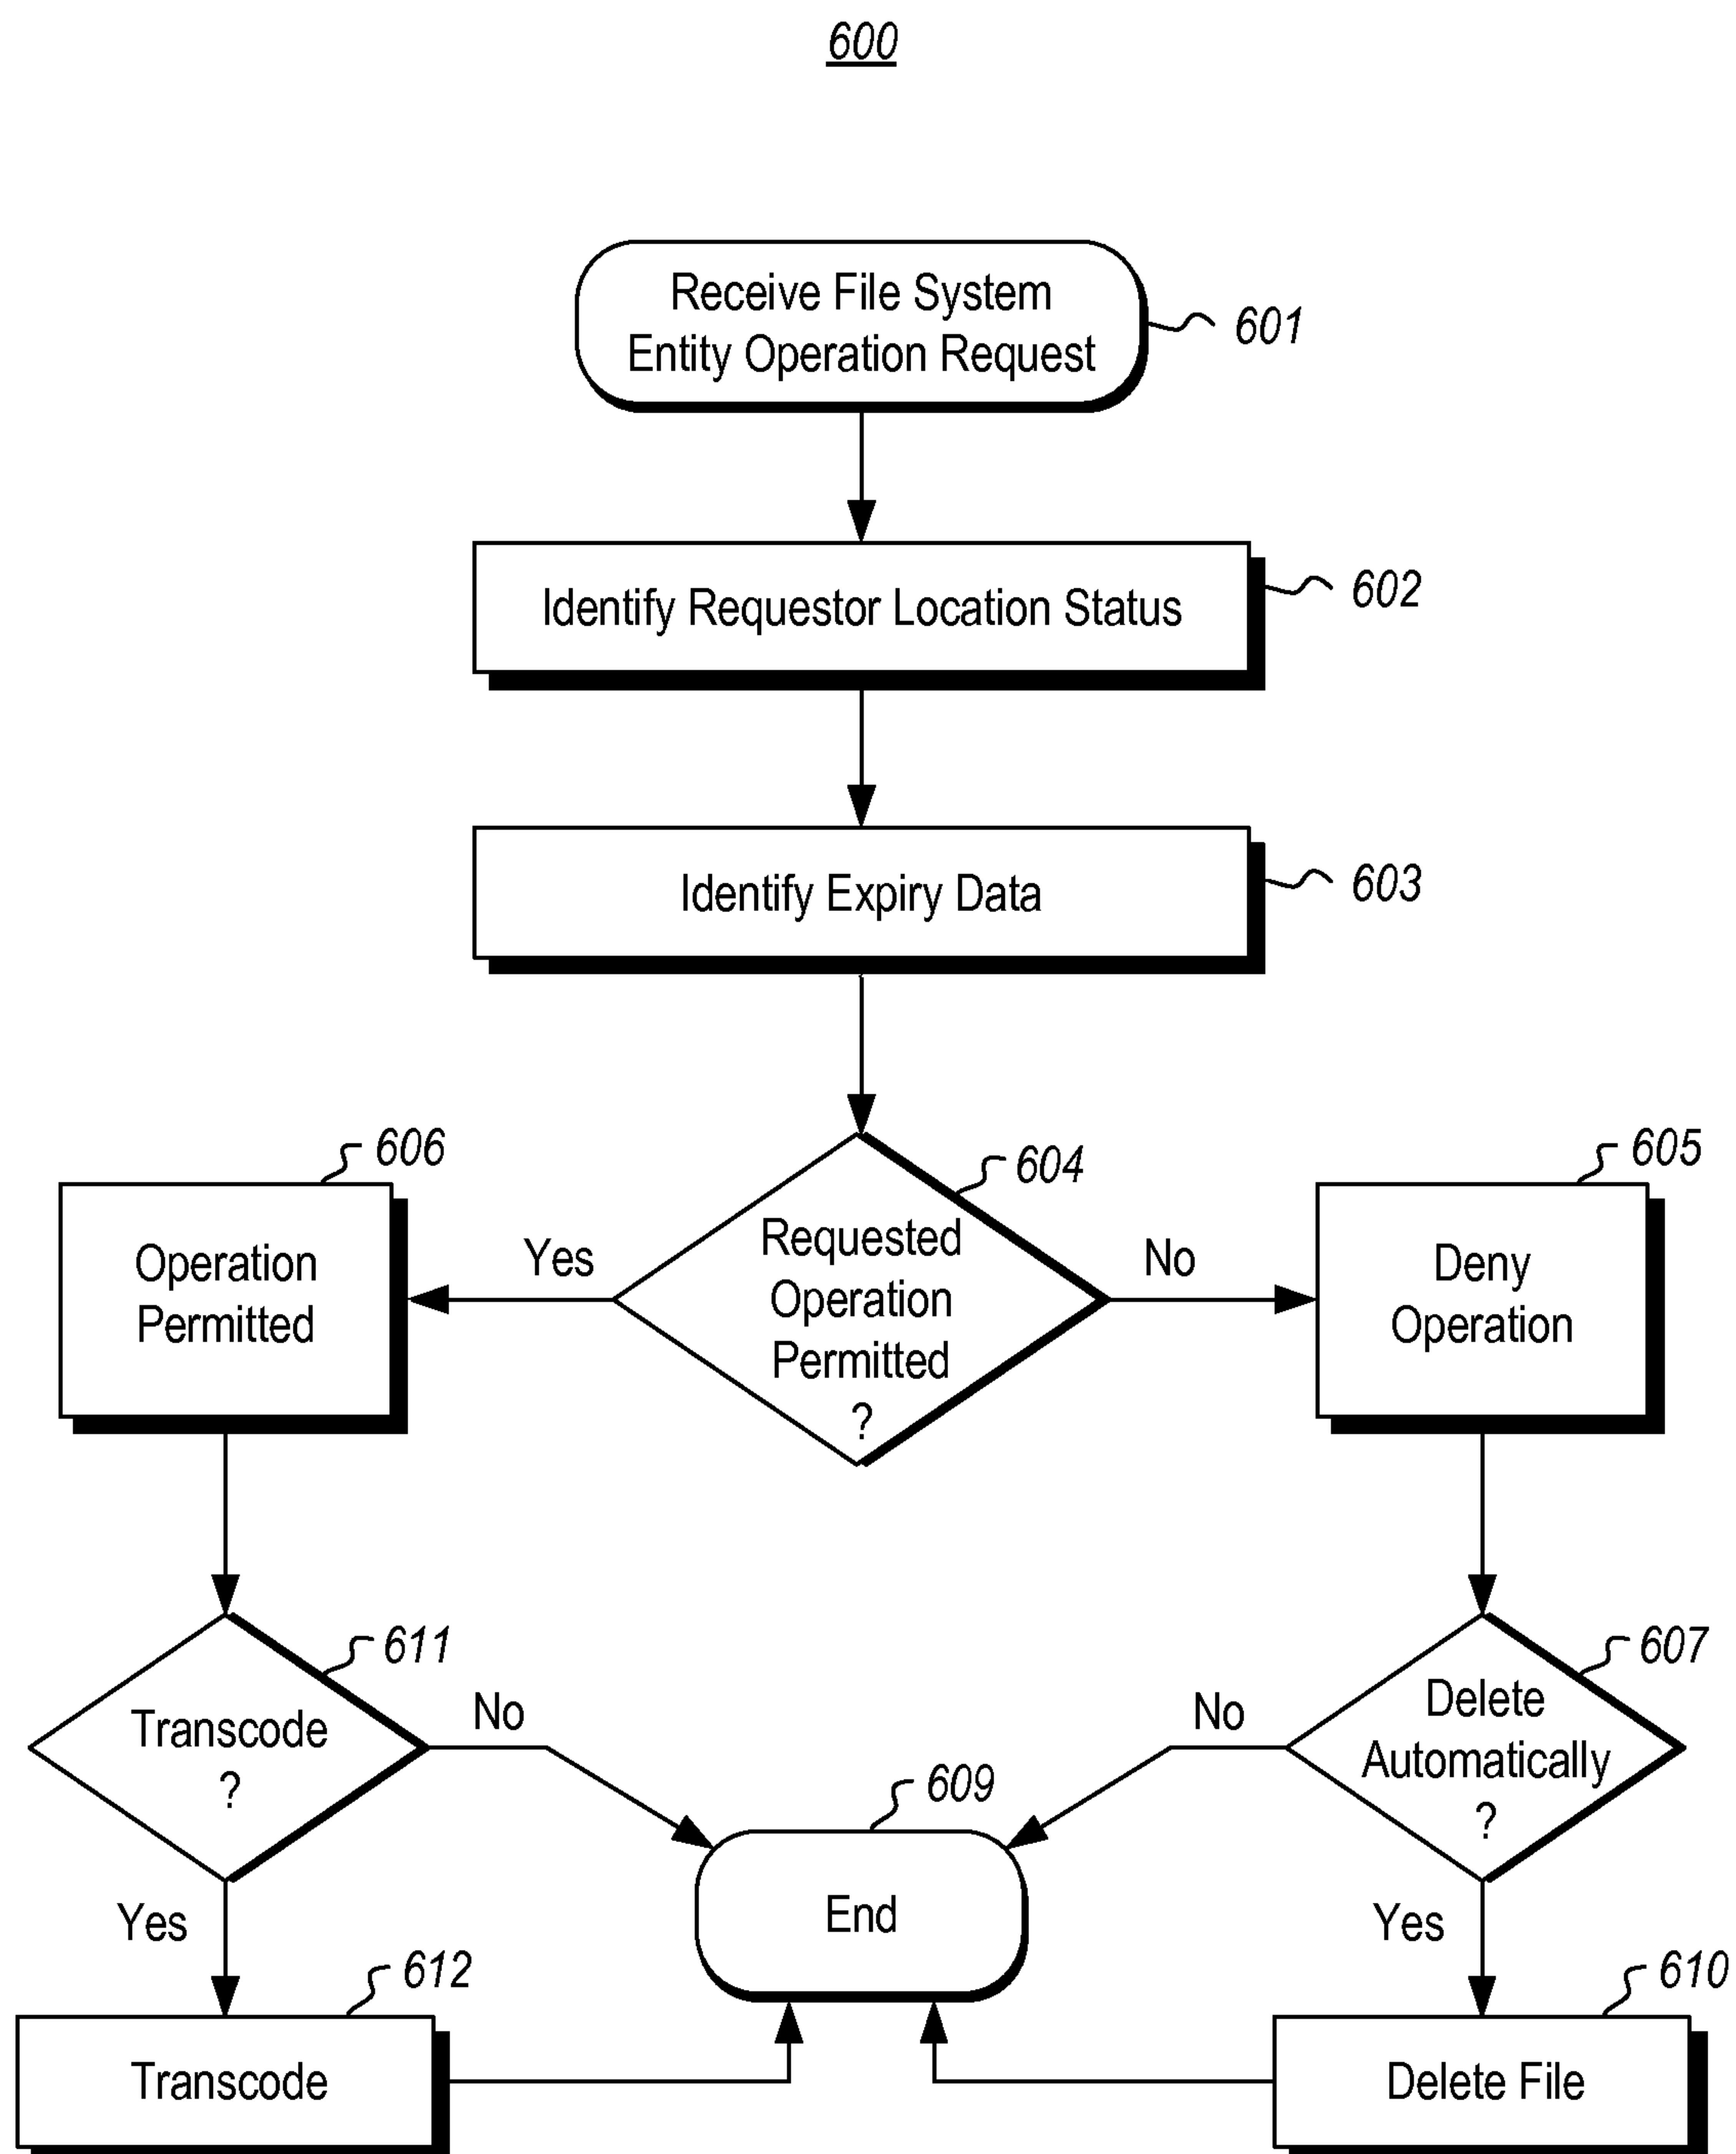 600
Receive File System
Entity Operation Request
601
Identify Requestor Location Status
602
Identify Expiry Data
603
606
604
605
Operation
Permitted
Yes
Requested
Operation
Permitted
?
No
Deny
Operation
611
607
Transcode
?
No
No
Delete
Automatically
?
609
End
Yes
Yes
612
610
Transcode
Delete File